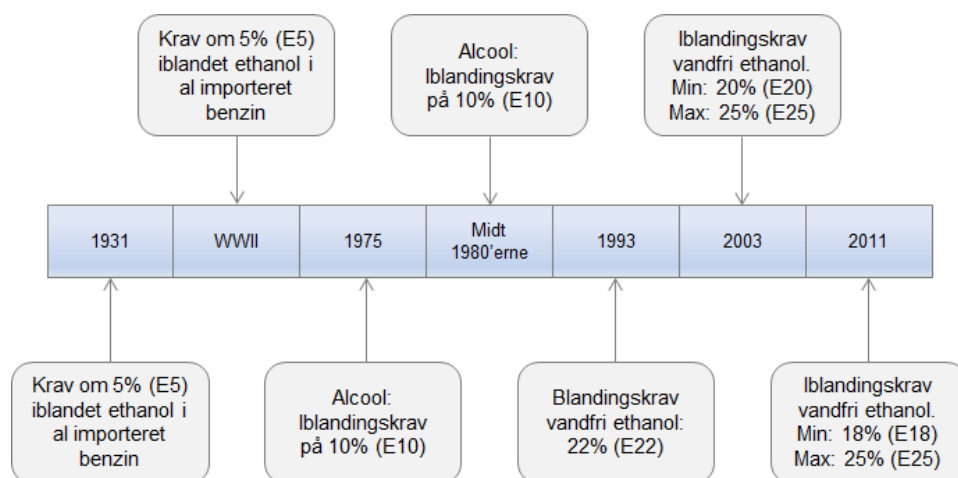 Krav om 5% (E5)
iblandet ethanol i
al importeret
benzin
Alcool:
Iblandingskrav
på 10% (E10)
Iblandingskrav
vandfri ethanol.
Min: 20% (E20)
Max: 25% (E25)
1931
WWII
1975
Midt
1980'erne
1993
2003
2011
Krav om 5% (E5)
iblandet ethanol i
al importeret
benzin
Alcool:
Iblandingskrav
på 10% (E10)
Blandingskrav
vandfri ethanol:
22% (E22)
Iblandingskrav
vandfri ethanol.
Min: 18% (E18)
Max: 25% (E25)